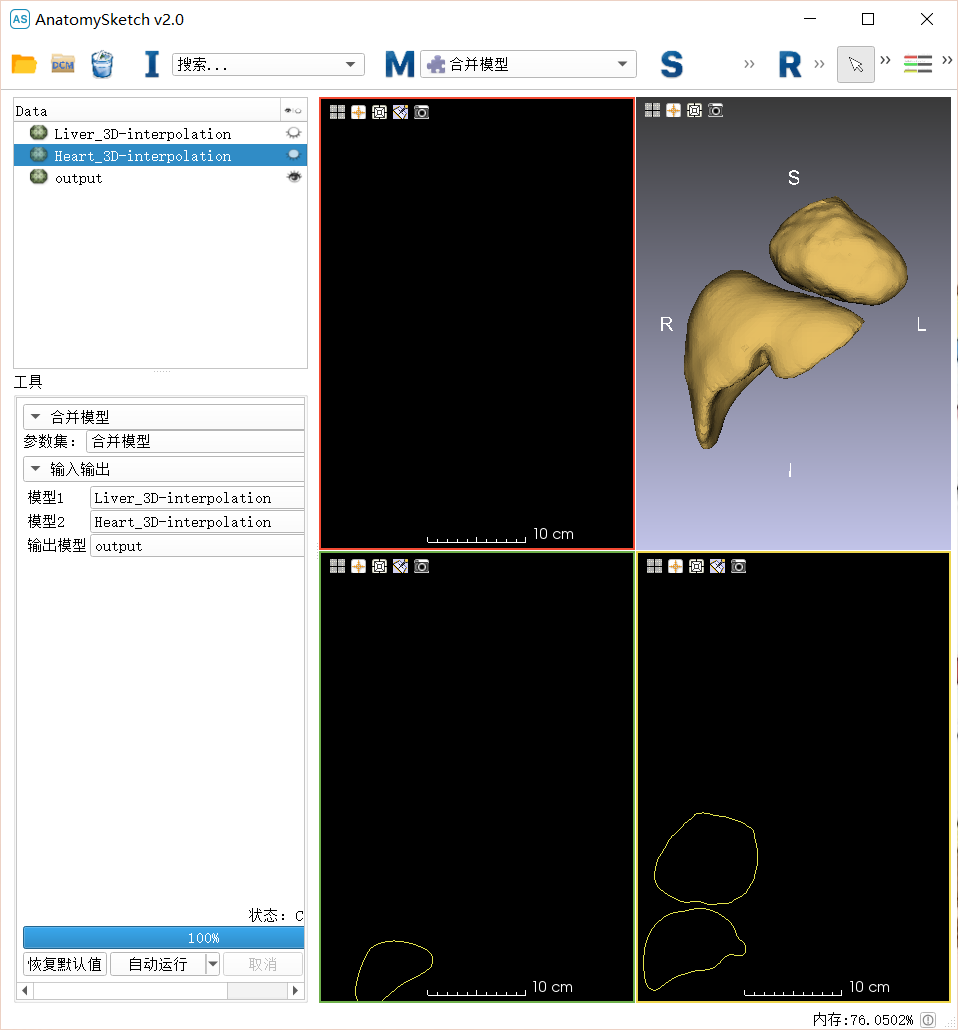 AS AnatomySketch v2.0
DCM I 搜索... M 合并模型 S » R » » »
Data
Liver_3D-interpolation
Heart_3D-interpolation
output
工具
合并模型
参数集: 合并模型
输入输出
模型1 Liver_3D-interpolation
模型2 Heart_3D-interpolation
输出模型 output
状态: C
100%
恢复默认值 自动运行 取消
10 cm
S
R L
I
10 cm
10 cm
内存:76.0502%